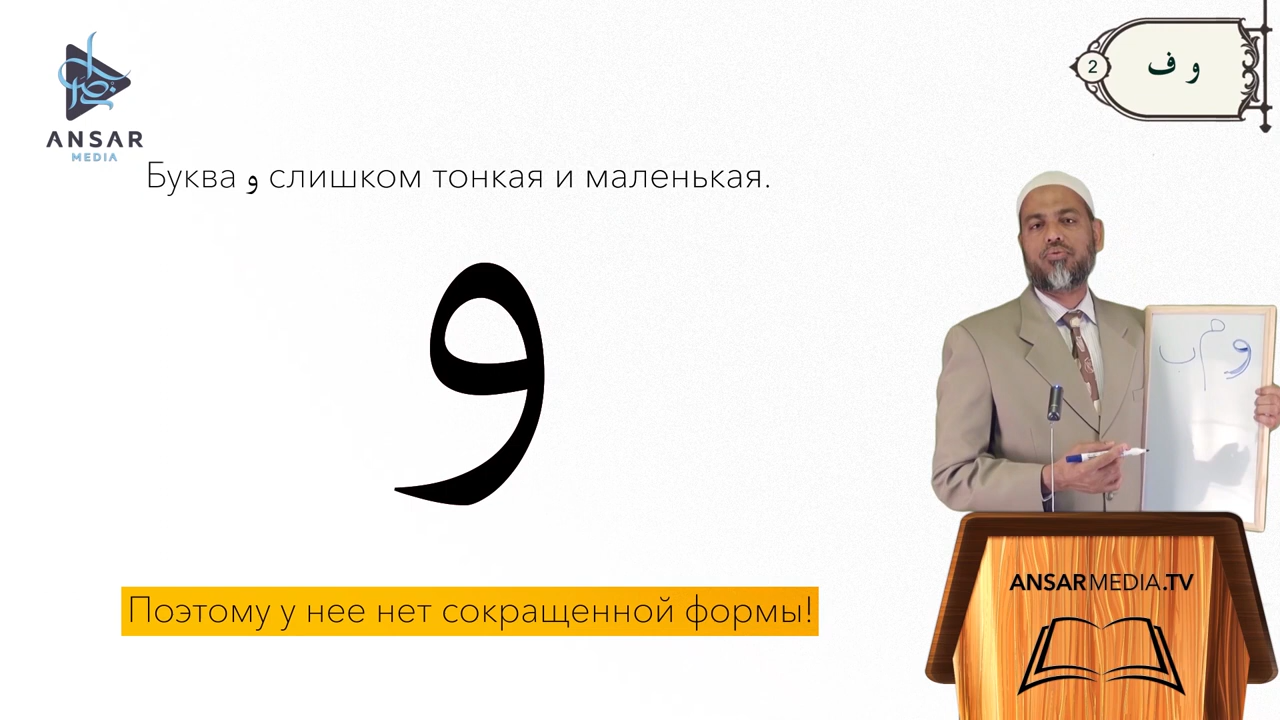 ANSAR
MEDIA
2
و ف
Буква و слишком тонкая и маленькая.
و
و م ب
Поэтому у нее нет сокращенной формы!
ANSARMEDIA.TV